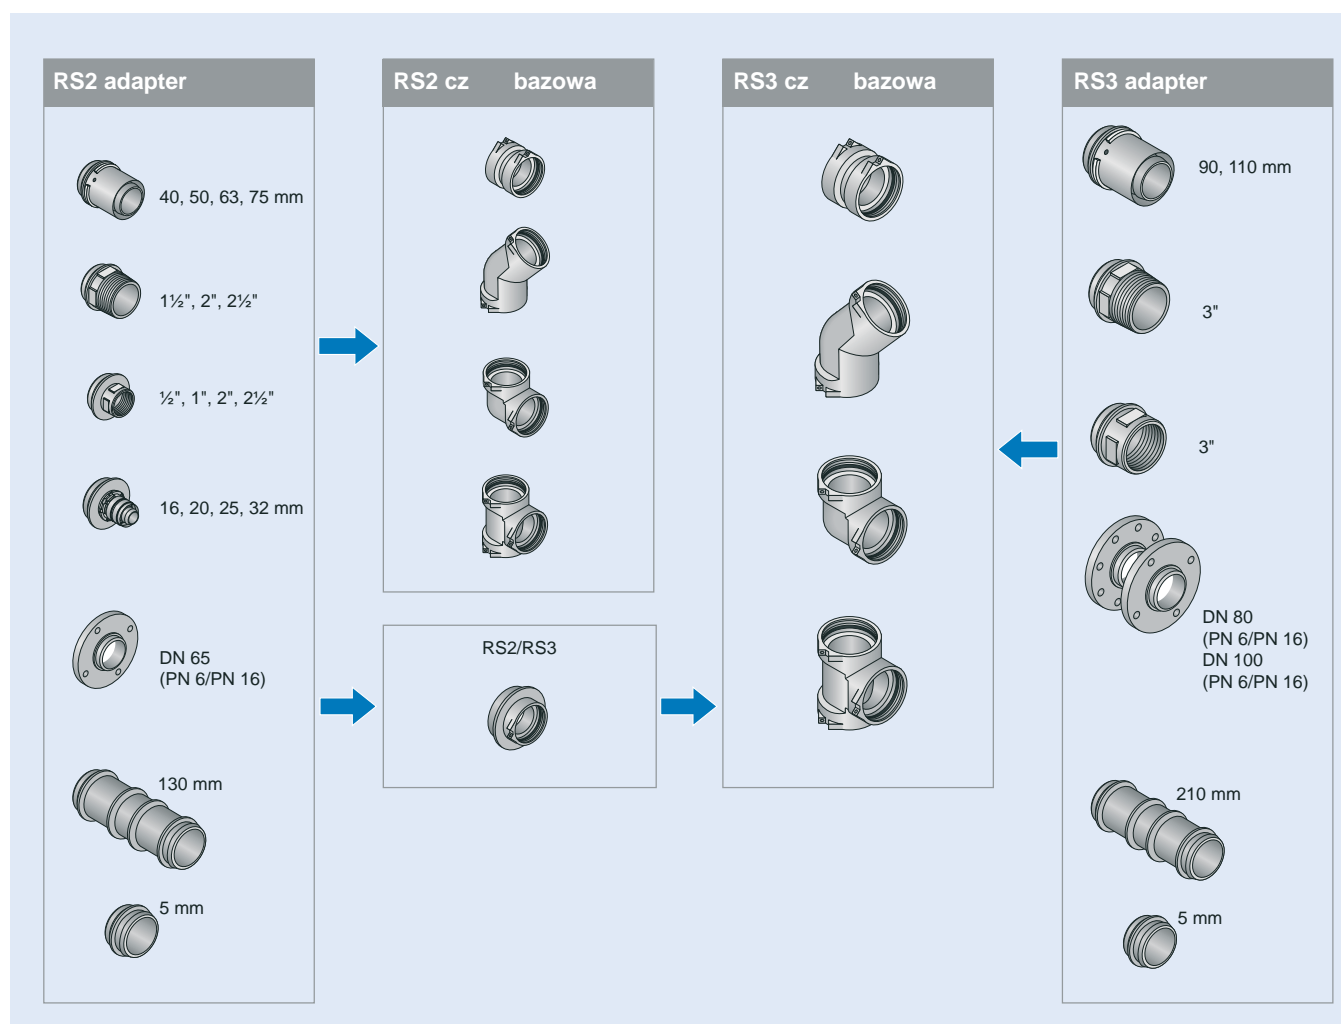 RS2 adapter
40, 50, 63, 75 mm
1½", 2", 2½"
½", 1", 2", 2½"
16, 20, 25, 32 mm
DN 65
(PN 6/PN 16)
130 mm
5 mm
RS2 cz bazowa
RS2/RS3
RS3 cz bazowa
RS3 adapter
90, 110 mm
3"
3"
DN 80
(PN 6/PN 16)
DN 100
(PN 6/PN 16)
210 mm
5 mm